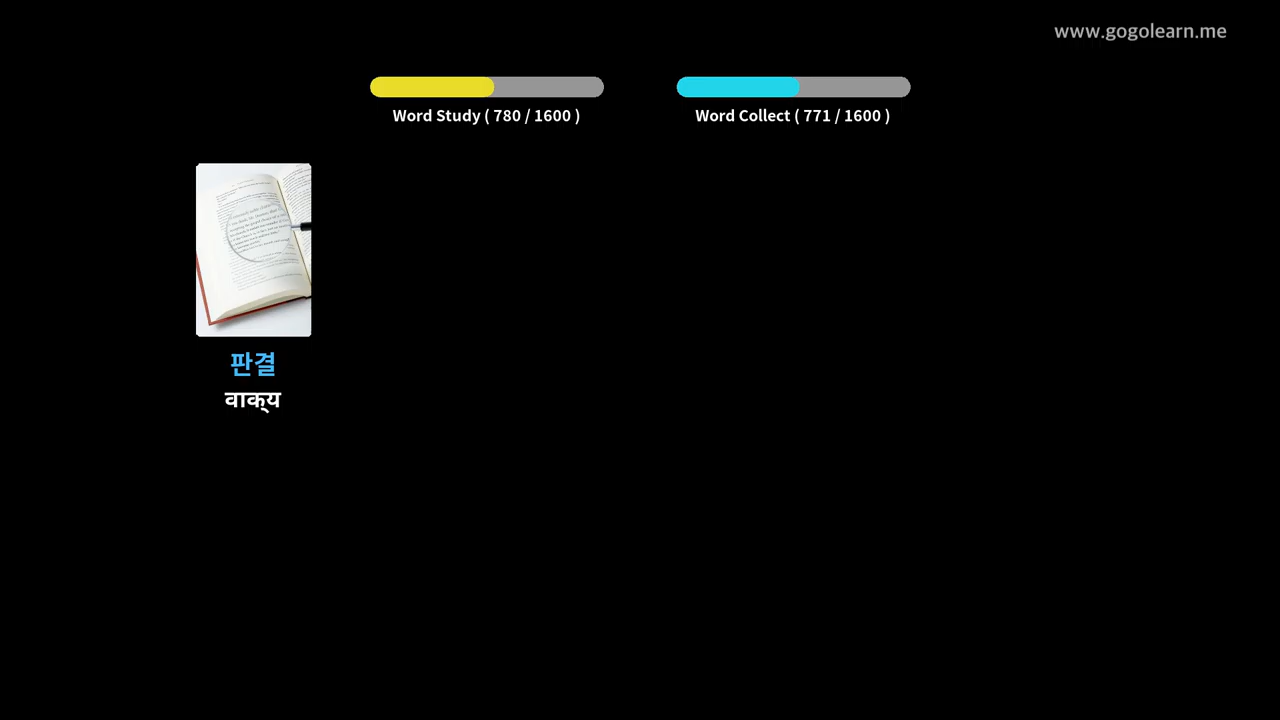 www.gogolearn.me
Word Study ( 780 / 1600 )
Word Collect ( 771 / 1600 )
판결
वाक्य